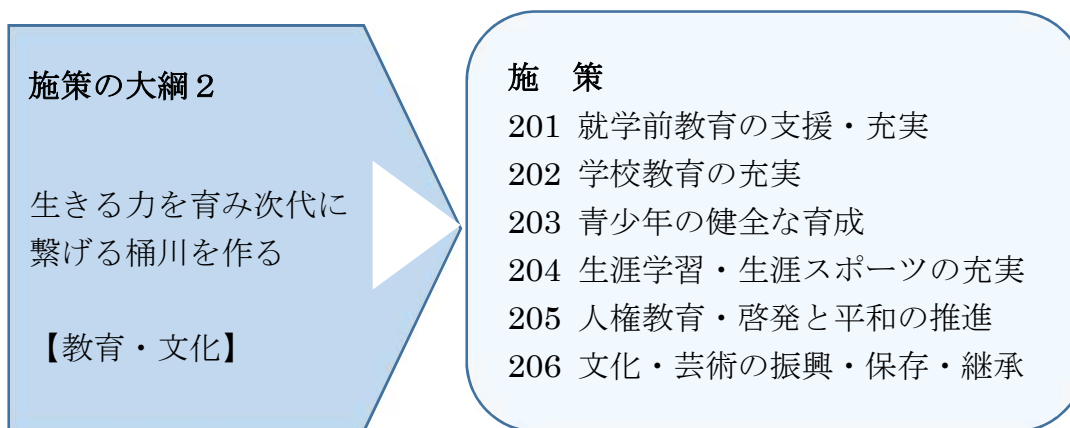 施策の大綱２
生きる力を育み次代に
繋げる桶川を作る
【教育・文化】
施　策
201 就学前教育の支援・充実
202 学校教育の充実
203 青少年の健全な育成
204 生涯学習・生涯スポーツの充実
205 人権教育・啓発と平和の推進
206 文化・芸術の振興・保存・継承